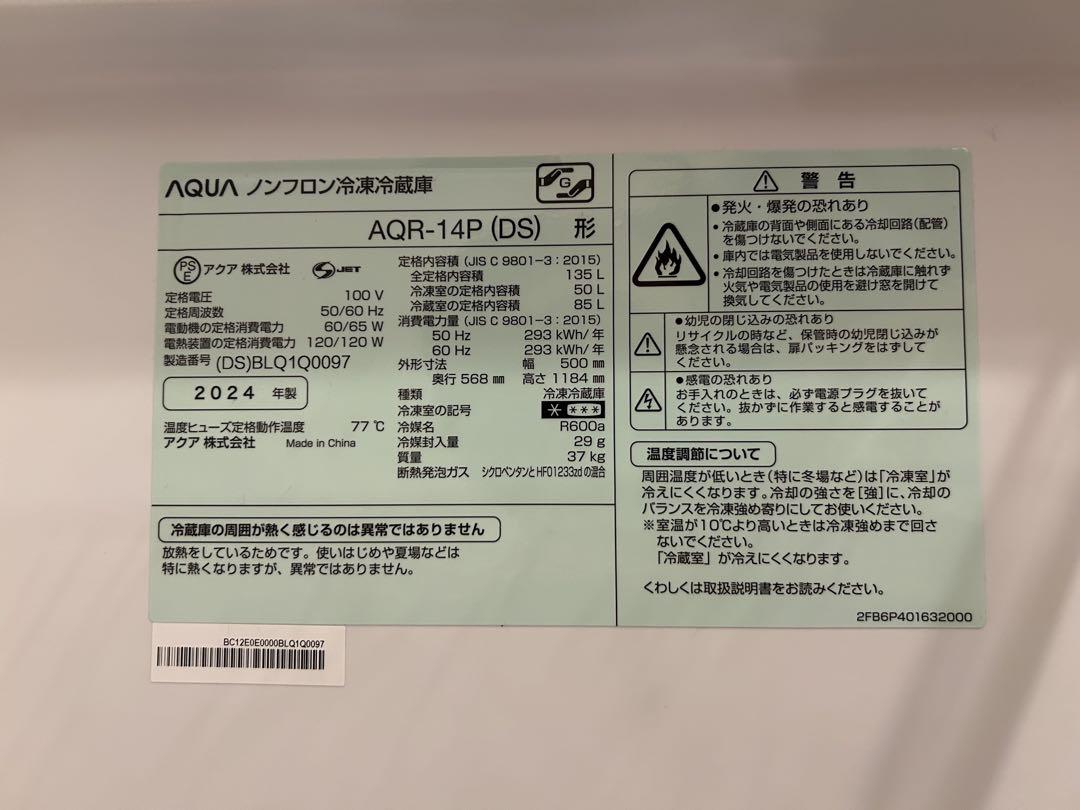 AQUA ノンフロン冷凍冷蔵庫
G
AQR-14P (DS) 形
PS
E
アクア 株式会社
S JET
定格電圧 100 V
定格周波数 50/60 Hz
電動機の定格消費電力 60/65 W
電熱装置の定格消費電力 120/120 W
製造番号 (DS)BLQ1Q0097
2024 年製
温度ヒューズ定格動作温度 77 ℃
アクア 株式会社 Made in China
定格内容積 (JIS C 9801-3 : 2015)
全定格内容積 135 L
冷凍室の定格内容積 50 L
冷蔵室の定格内容積 85 L
消費電力量 (JIS C 9801-3 : 2015)
50 Hz 293 kWh/ 年
60 Hz 293 kWh/ 年
外形寸法 幅 500 ㎜
奥行 568 ㎜ 高さ 1184 ㎜
種類 冷凍冷蔵庫
冷凍室の記号 * ***
冷媒名 R600a
冷媒封入量 29 g
質量 37 kg
断熱発泡ガス シクロペンタンとHFO1233zdの混合
冷蔵庫の周囲が熱く感じるのは異常ではありません
放熱をしているためです。使いはじめや夏場などは
特に熱くなりますが、異常ではありません。
警 告
●発火・爆発の恐れあり
・冷蔵庫の背面や側面にある冷却回路(配管)
を傷つけないでください。
・庫内では電気製品を使用しないでください。
・冷却回路を傷つけたときは冷蔵庫に触れず
火気や電気製品の使用を避け窓を開けて
換気してください。
●幼児の閉じ込みの恐れあり
リサイクルの時など、保管時の幼児閉じ込みが
懸念される場合は、扉パッキングをはずして
ください。
●感電の恐れあり
お手入れのときは、必ず電源プラグを抜いて
ください。抜かずに作業すると感電することが
あります。
温度調節について
周囲温度が低いとき(特に冬場など)は「冷凍室」が
冷えにくくなります。冷却の強さを[強]に、冷却の
バランスを冷凍強め寄りにしてお使いください。
※室温が10℃より高いときは冷凍強めまで回さ
ないでください。
「冷蔵室」が冷えにくくなります。
くわしくは取扱説明書をお読みください。
2FB6P401632000
BC12E0E0000BLQ1Q0097